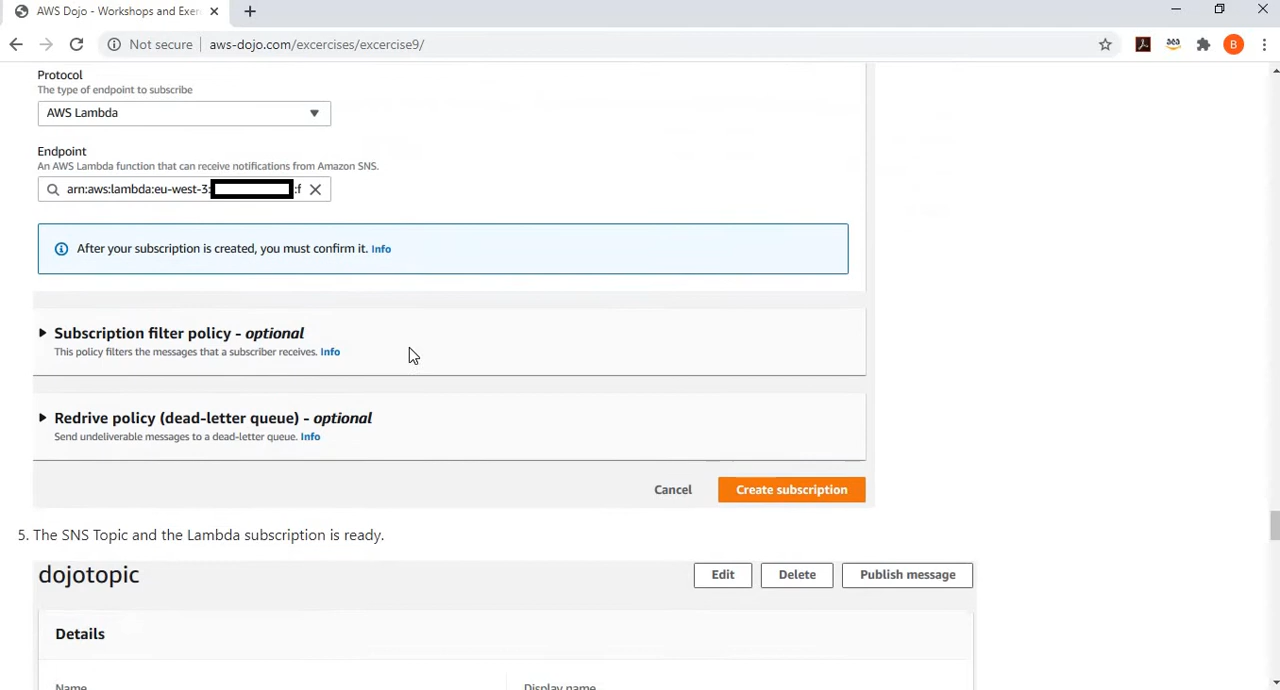 AWS Dojo - Workshops and Exer
Not secure
aws-dojo.com/excercises/excercise9/
B
Protocol
The type of endpoint to subscribe
AWS Lambda
Endpoint
An AWS Lambda function that can receive notifications from Amazon SNS.
arn:aws:lambda:eu-west-3: :f
After your subscription is created, you must confirm it. Info
Subscription filter policy - optional
This policy filters the messages that a subscriber receives. Info
Redrive policy (dead-letter queue) - optional
Send undeliverable messages to a dead-letter queue. Info
Cancel
Create subscription
5. The SNS Topic and the Lambda subscription is ready.
dojotopic
Edit
Delete
Publish message
Details
Name
Display name